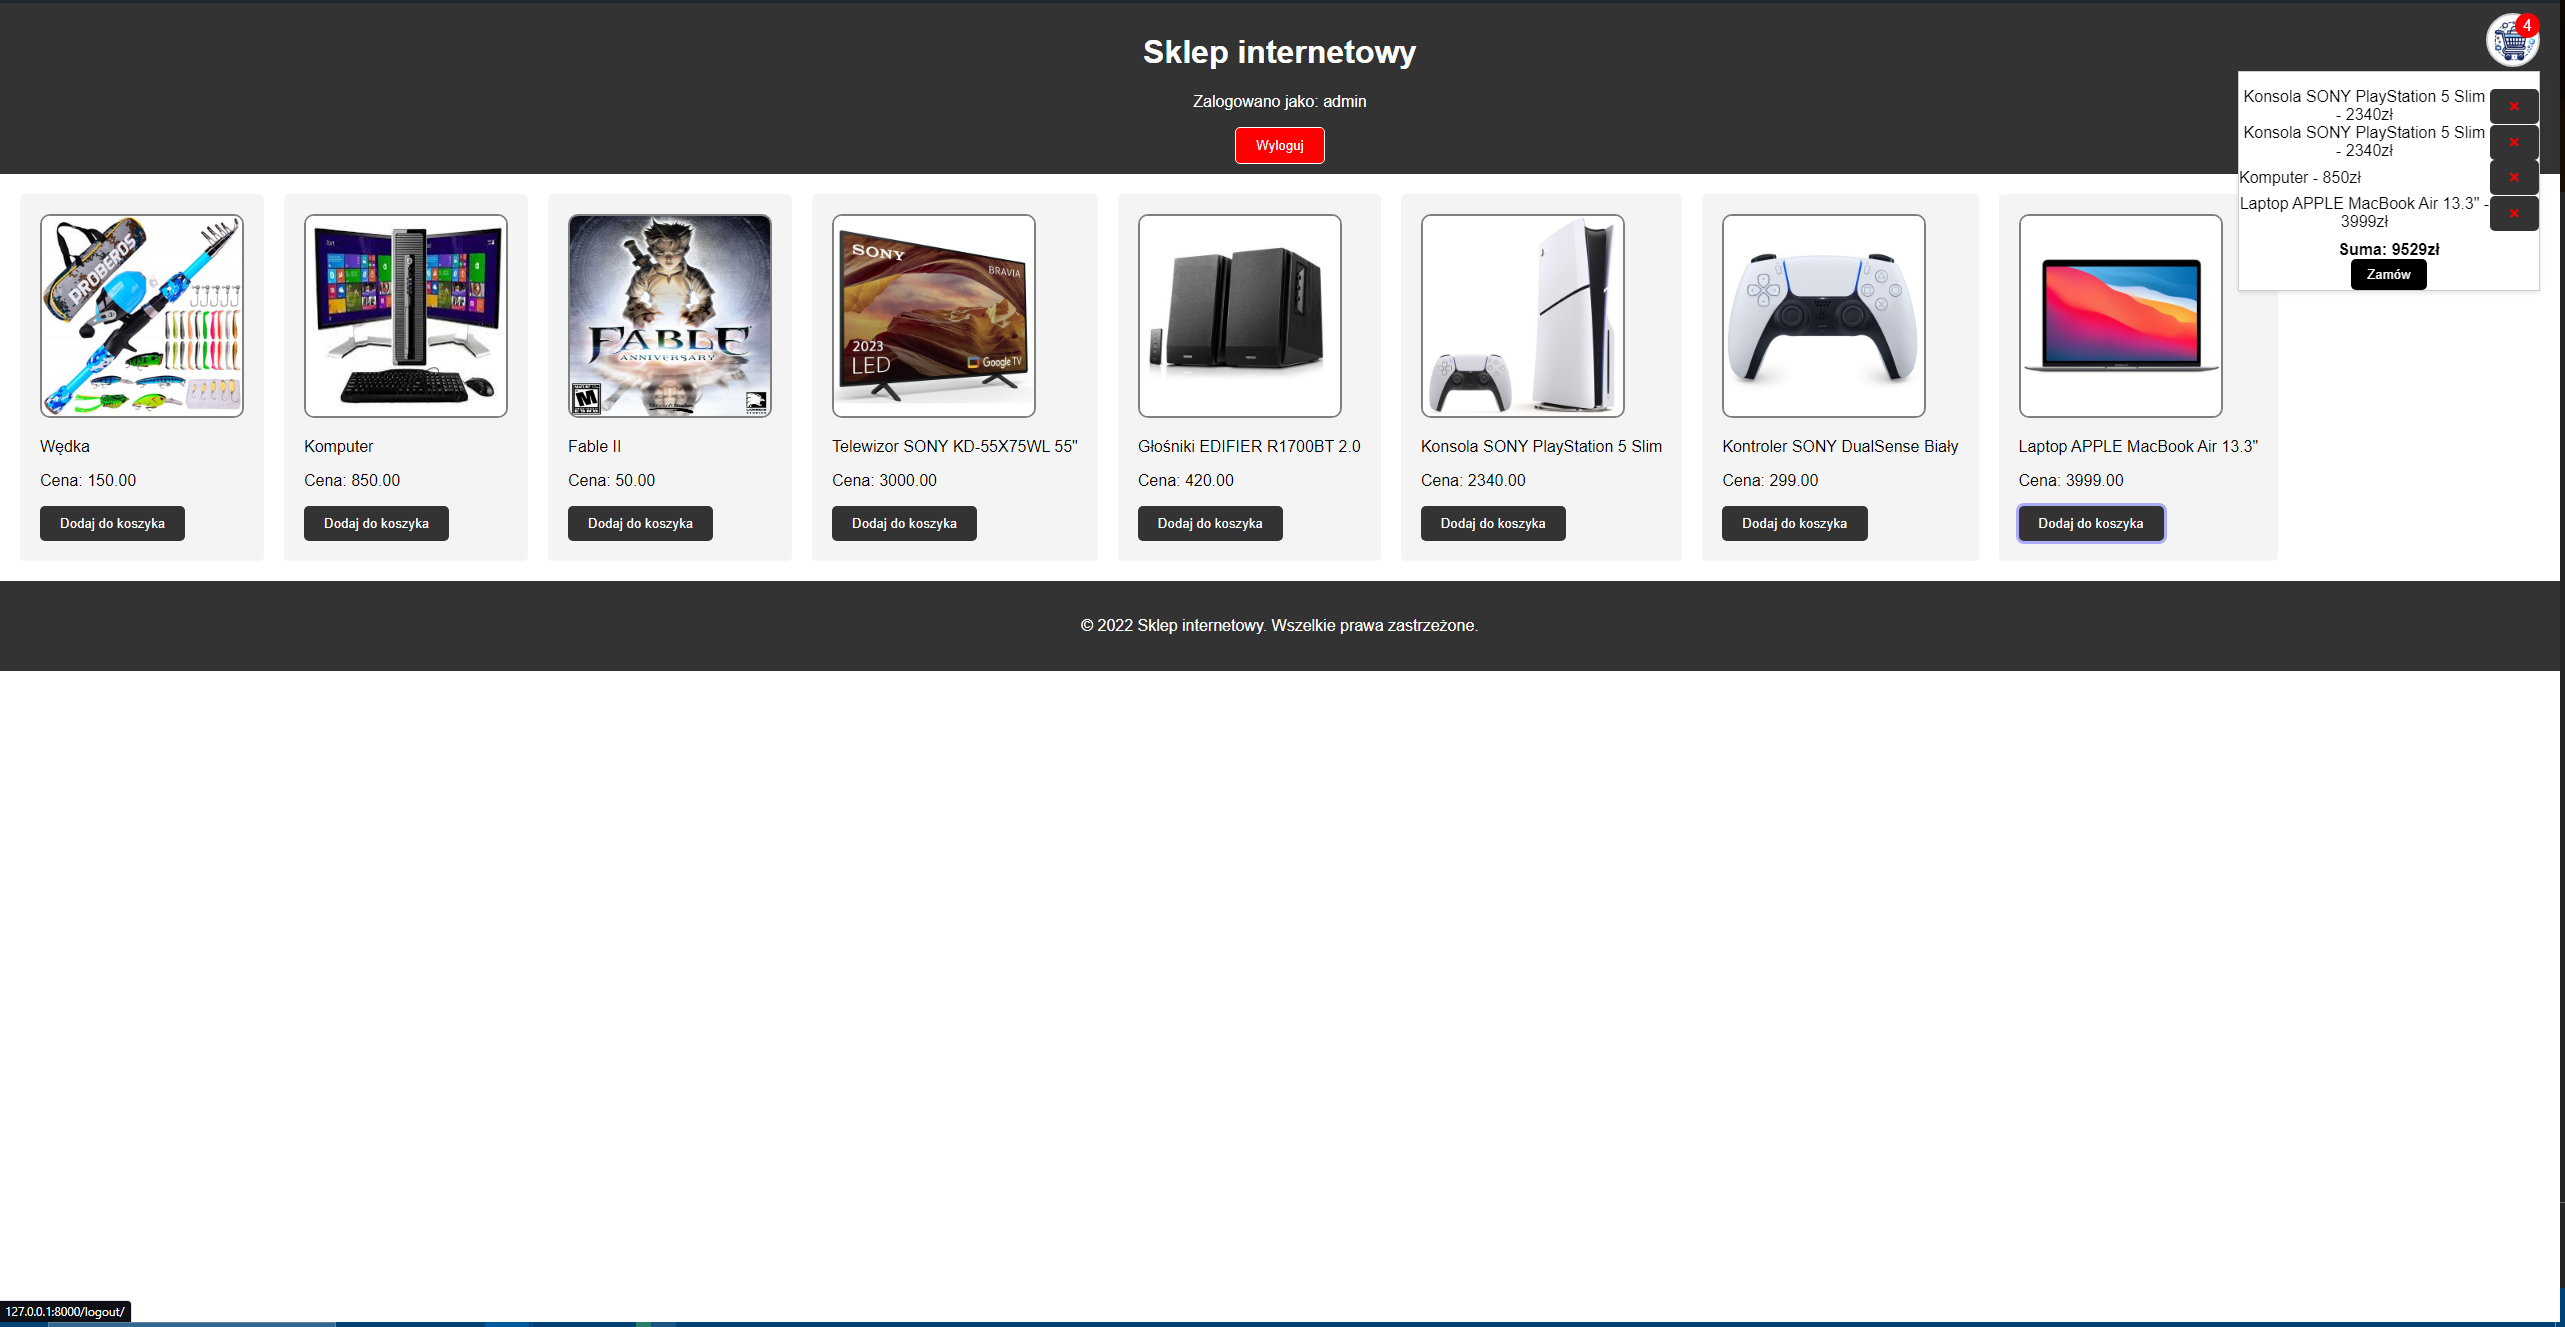 Sklep internetowy
Zalogowano jako: admin
Wyloguj
4
Konsola SONY PlayStation 5 Slim
- 2340zł
×
Konsola SONY PlayStation 5 Slim
- 2340zł
×
Komputer - 850zł
×
Laptop APPLE MacBook Air 13.3" -
3999zł
×
Suma: 9529zł
Zamów
DROBEROS
Wędka
Cena: 150.00
Dodaj do koszyka
Komputer
Cena: 850.00
Dodaj do koszyka
FABLE
ANNIVERSARY
M
Fable II
Cena: 50.00
Dodaj do koszyka
SONY
BRAVIA
2023
LED
Google TV
Telewizor SONY KD-55X75WL 55"
Cena: 3000.00
Dodaj do koszyka
Głośniki EDIFIER R1700BT 2.0
Cena: 420.00
Dodaj do koszyka
Konsola SONY PlayStation 5 Slim
Cena: 2340.00
Dodaj do koszyka
Kontroler SONY DualSense Biały
Cena: 299.00
Dodaj do koszyka
Laptop APPLE MacBook Air 13.3"
Cena: 3999.00
Dodaj do koszyka
© 2022 Sklep internetowy. Wszelkie prawa zastrzeżone.
127.0.0.1:8000/logout/